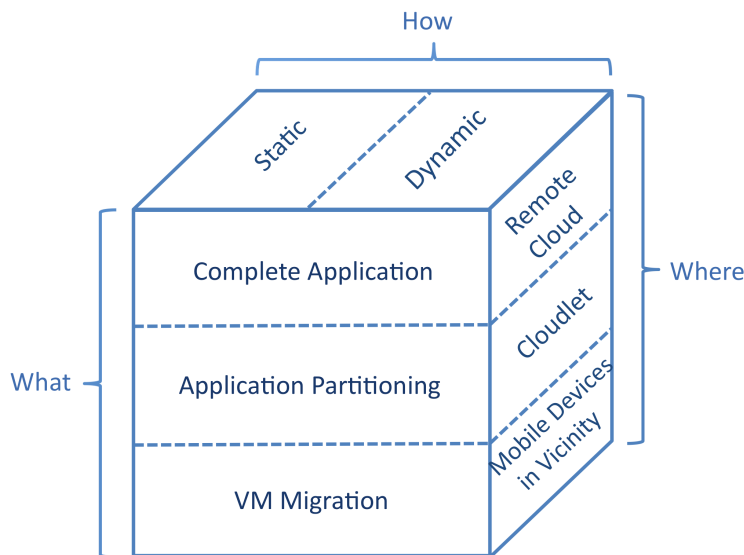 How
Static
Dynamic
Remote
Cloud
Complete Application
Where
Cloudlet
What
Application Partitioning
Mobile Devices
in Vicinity
VM Migration